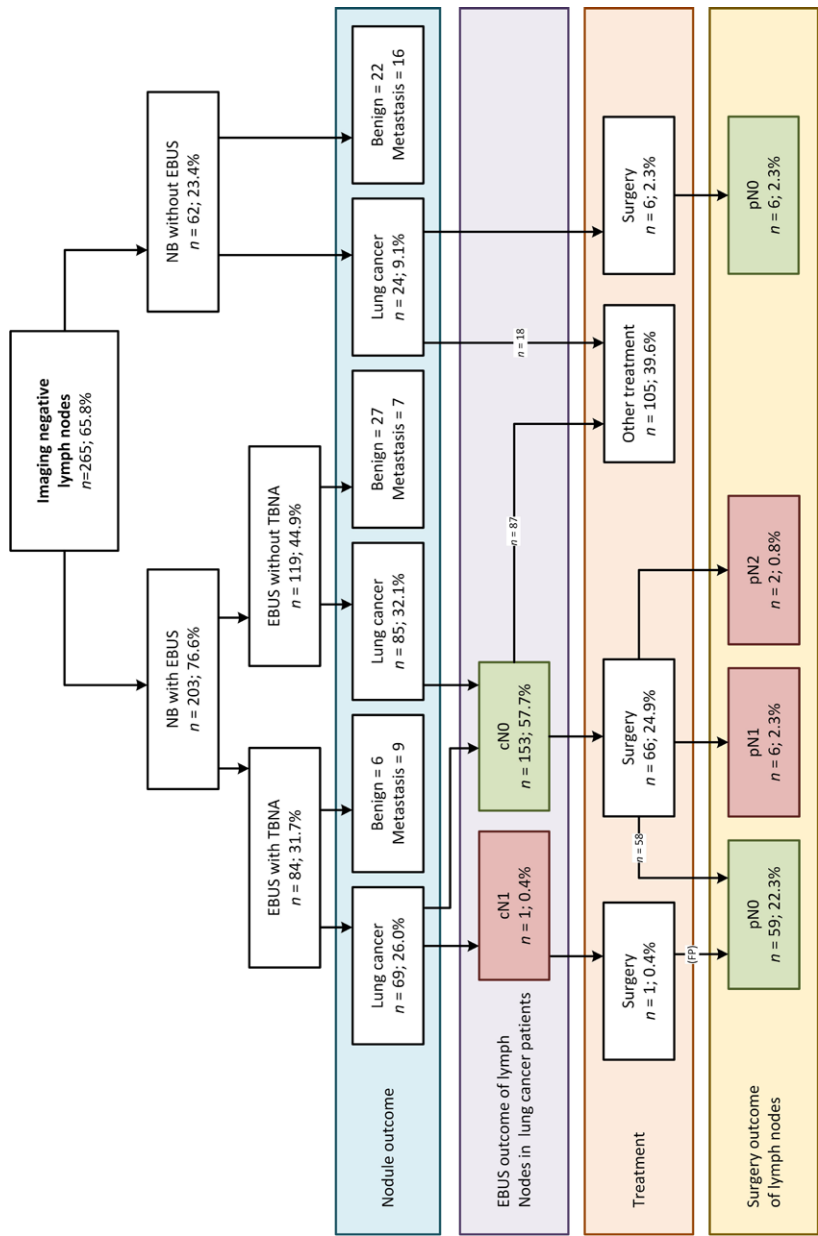 Imaging negative
lymph nodes
n=265; 65.8%
NB with EBUS
n = 203; 76.6%
NB without EBUS
n = 62; 23.4%
EBUS with TBNA
n = 84; 31.7%
EBUS without TBNA
n = 119; 44.9%
Nodule outcome
Lung cancer
n = 69; 26.0%
Benign = 6
Metastasis = 9
Lung cancer
n = 85; 32.1%
Benign = 27
Metastasis = 7
Lung cancer
n = 24; 9.1%
Benign = 22
Metastasis = 16
EBUS outcome of lymph
Nodes in lung cancer patients
cN1
n = 1; 0.4%
cN0
n = 153; 57.7%
n = 87
n = 18
Treatment
Surgery
n = 1; 0.4%
Surgery
n = 66; 24.9%
Other treatment
n = 105; 39.6%
Surgery
n = 6; 2.3%
n = 58
(FP)
Surgery outcome
of lymph nodes
pN0
n = 59; 22.3%
pN1
n = 6; 2.3%
pN2
n = 2; 0.8%
pN0
n = 6; 2.3%